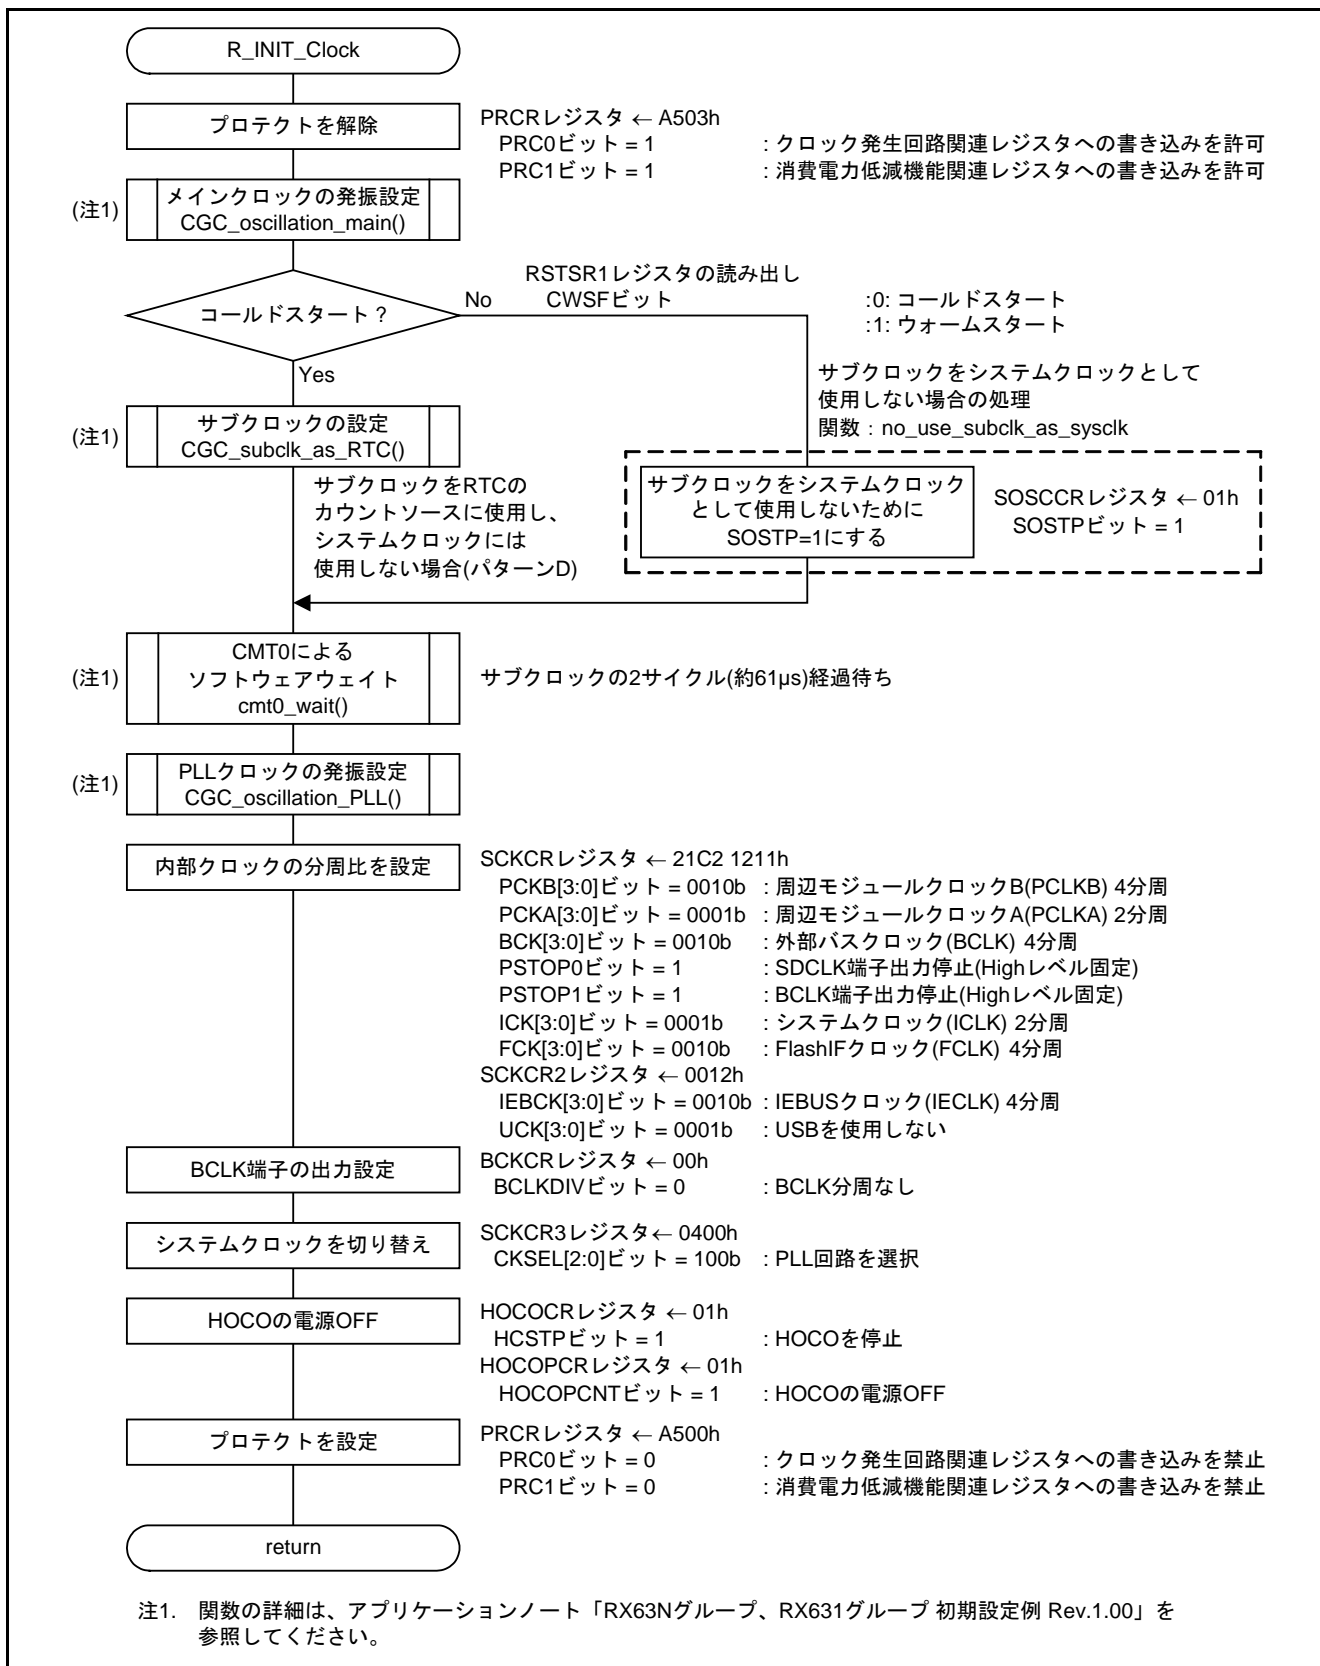 R_INIT_Clock
プロテクトを解除
PRCRレジスタ ← A503h
PRC0ビット = 1 : クロック発生回路関連レジスタへの書き込みを許可
PRC1ビット = 1 : 消費電力低減機能関連レジスタへの書き込みを許可
(注1)
メインクロックの発振設定
CGC_oscillation_main()
コールドスタート ?
No
RSTSR1レジスタの読み出し
CWSFビット :0: コールドスタート
:1: ウォームスタート
Yes
サブクロックをシステムクロックとして
使用しない場合の処理
関数 : no_use_subclk_as_sysclk
(注1)
サブクロックの設定
CGC_subclk_as_RTC()
サブクロックをRTCの
カウントソースに使用し、
システムクロックには
使用しない場合(パターンD)
サブクロックをシステムクロック
として使用しないために
SOSTP=1にする
SOSCCRレジスタ ← 01h
SOSTPビット = 1
(注1)
CMT0による
ソフトウェアウェイト
cmt0_wait()
サブクロックの2サイクル(約61μs)経過待ち
(注1)
PLLクロックの発振設定
CGC_oscillation_PLL()
内部クロックの分周比を設定
SCKCRレジスタ ← 21C2 1211h
PCKB[3:0]ビット = 0010b : 周辺モジュールクロックB(PCLKB) 4分周
PCKA[3:0]ビット = 0001b : 周辺モジュールクロックA(PCLKA) 2分周
BCK[3:0]ビット = 0010b : 外部バスクロック(BCLK) 4分周
PSTOP0ビット = 1 : SDCLK端子出力停止(Highレベル固定)
PSTOP1ビット = 1 : BCLK端子出力停止(Highレベル固定)
ICK[3:0]ビット = 0001b : システムクロック(ICLK) 2分周
FCK[3:0]ビット = 0010b : FlashIFクロック(FCLK) 4分周
SCKCR2レジスタ ← 0012h
IEBCK[3:0]ビット = 0010b : IEBUSクロック(IECLK) 4分周
UCK[3:0]ビット = 0001b : USBを使用しない
BCLK端子の出力設定
BCKCRレジスタ ← 00h
BCLKDIVビット = 0 : BCLK分周なし
システムクロックを切り替え
SCKCR3レジスタ← 0400h
CKSEL[2:0]ビット = 100b : PLL回路を選択
HOCOの電源OFF
HOCOCRレジスタ ← 01h
HCSTPビット = 1 : HOCOを停止
HOCOPCRレジスタ ← 01h
HOCOPCNTビット = 1 : HOCOの電源OFF
プロテクトを設定
PRCRレジスタ ← A500h
PRC0ビット = 0 : クロック発生回路関連レジスタへの書き込みを禁止
PRC1ビット = 0 : 消費電力低減機能関連レジスタへの書き込みを禁止
return
注1. 関数の詳細は、アプリケーションノート「RX63Nグループ、RX631グループ 初期設定例 Rev.1.00」を
参照してください。